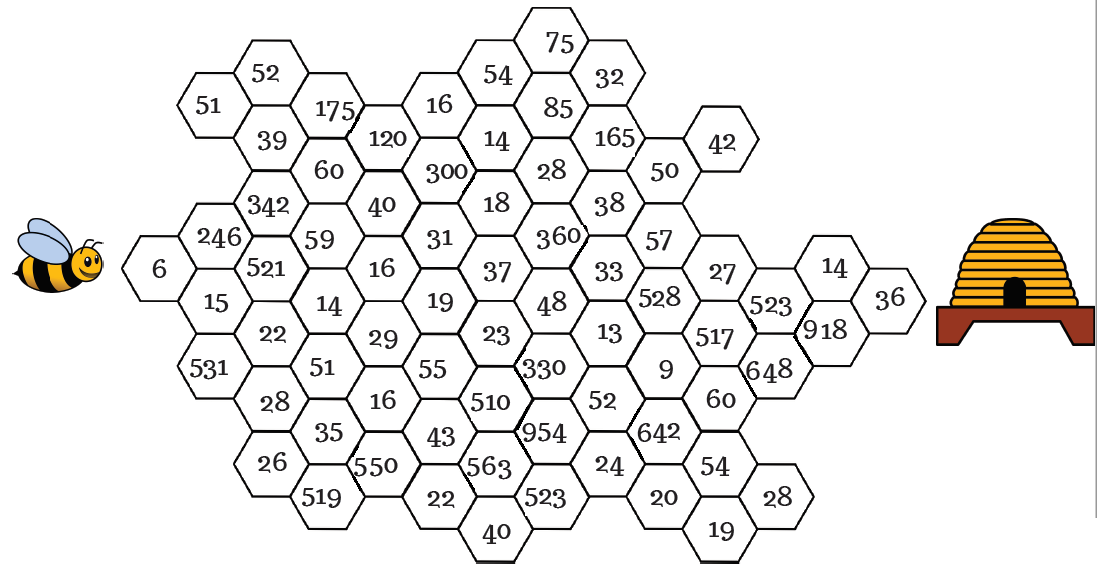 75
52 54 32
51 175 16 85
39 120 14 165 42
60 300 28 50
342 40 18 38
246 59 31 360 57
6 521 16 37 33 27 14
15 14 19 48 528 523 36
22 29 23 13 517 918
531 51 55 330 9 648
28 16 510 52 60
35 43 954 642
26 550 563 24 54
519 22 523 20 28
40 19